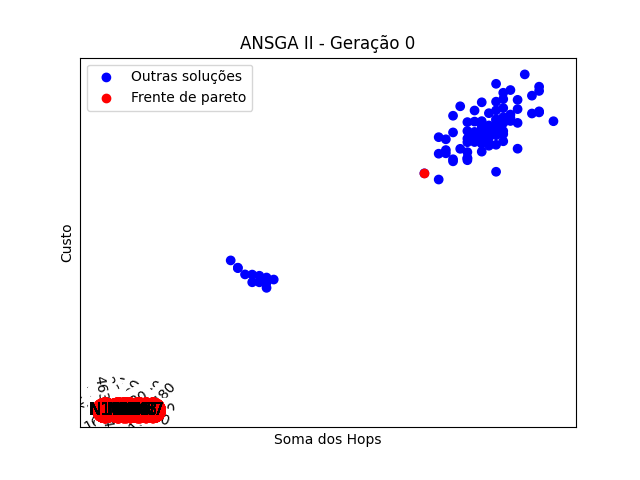 ANSGA II - Geração 0
Outras soluções
Frente de pareto
Custo
Soma dos Hops